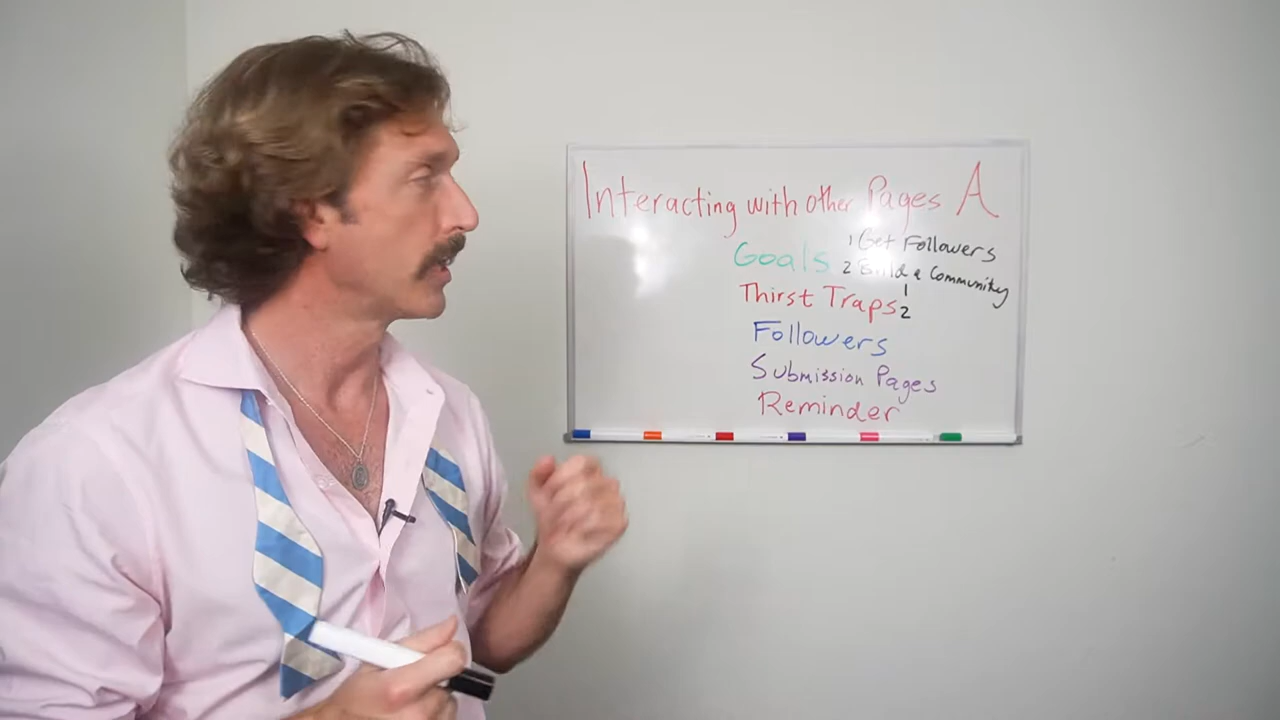 Interacting with other Pages A
Goals 1 Get Followers
2 Build a Community
Thirst Traps 1
2
Followers
Submission Pages
Reminder